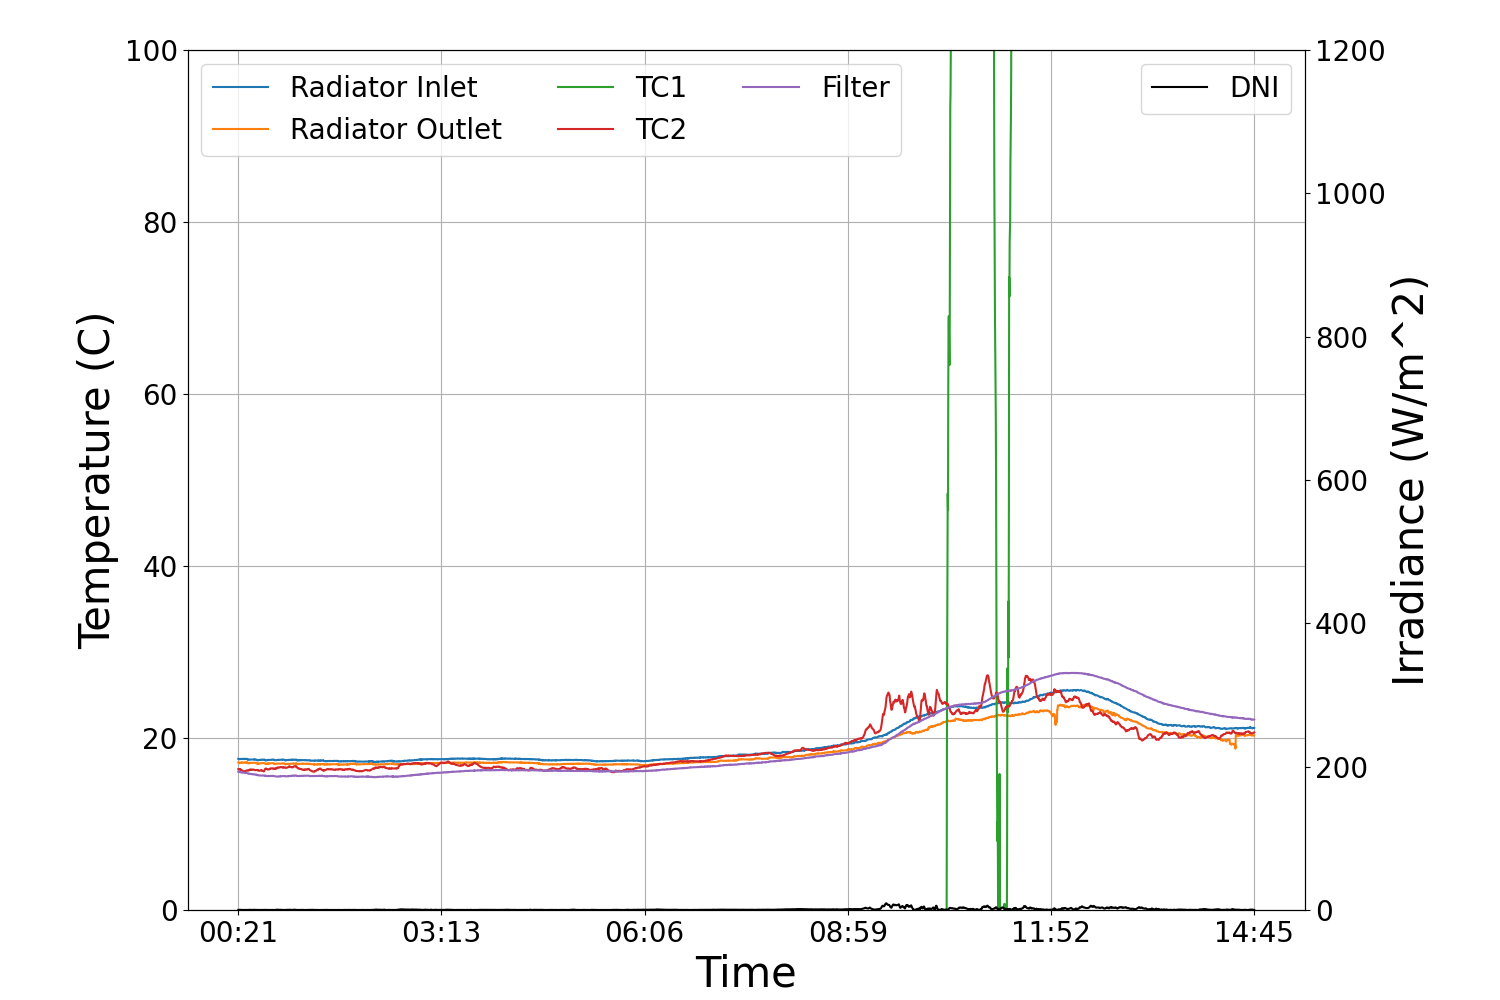 100
80
60
40
20
0
Temperature (C)
Radiator Inlet
Radiator Outlet
TC1
TC2
Filter
DNI
1200
1000
800
600
400
200
0
Irradiance (W/m^2)
00:21 03:13 06:06 08:59 11:52 14:45
Time